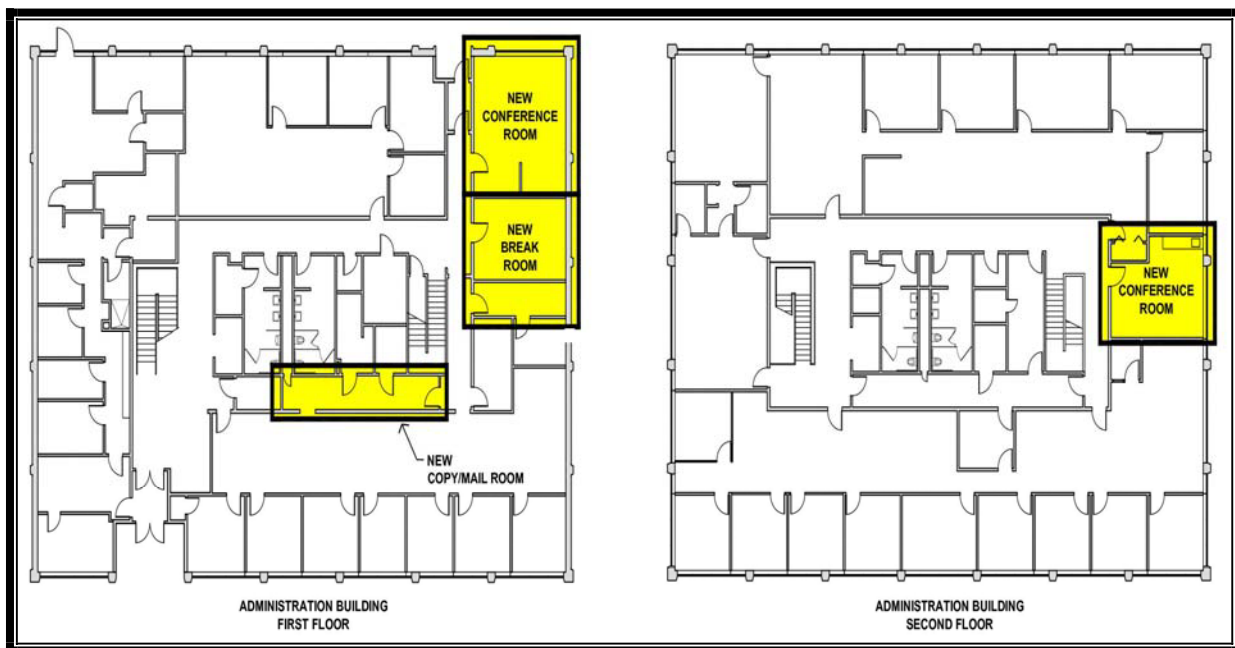 NEW
CONFERENCE
ROOM
NEW
BREAK
ROOM
NEW
COPY/MAIL ROOM
ADMINISTRATION BUILDING
FIRST FLOOR
NEW
CONFERENCE
ROOM
ADMINISTRATION BUILDING
SECOND FLOOR